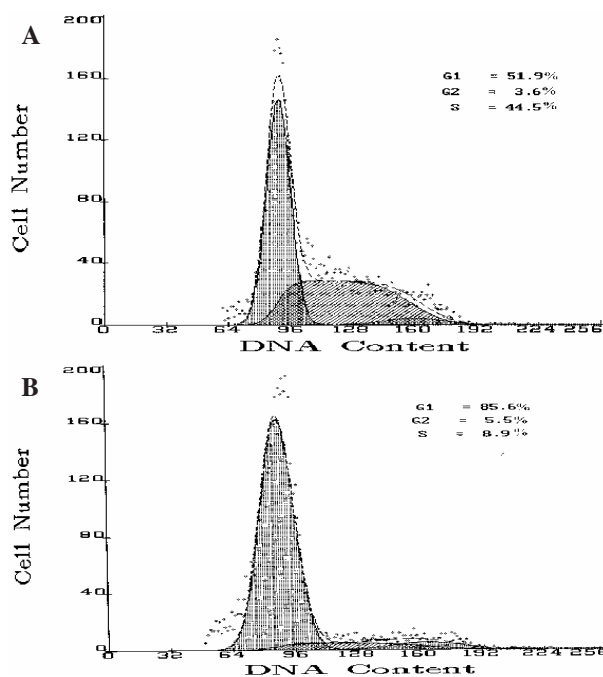 A
200
160
120
80
40
0
Cell Number
G1 = 51.9%
G2 = 3.6%
S = 44.5%
0 32 64 96 128 160 192 224 256
DNA Content
B
200
160
120
80
40
0
Cell Number
G1 = 85.6%
G2 = 5.5%
S = 8.9%
0 32 64 96 128 160 192 224 256
DNA Content